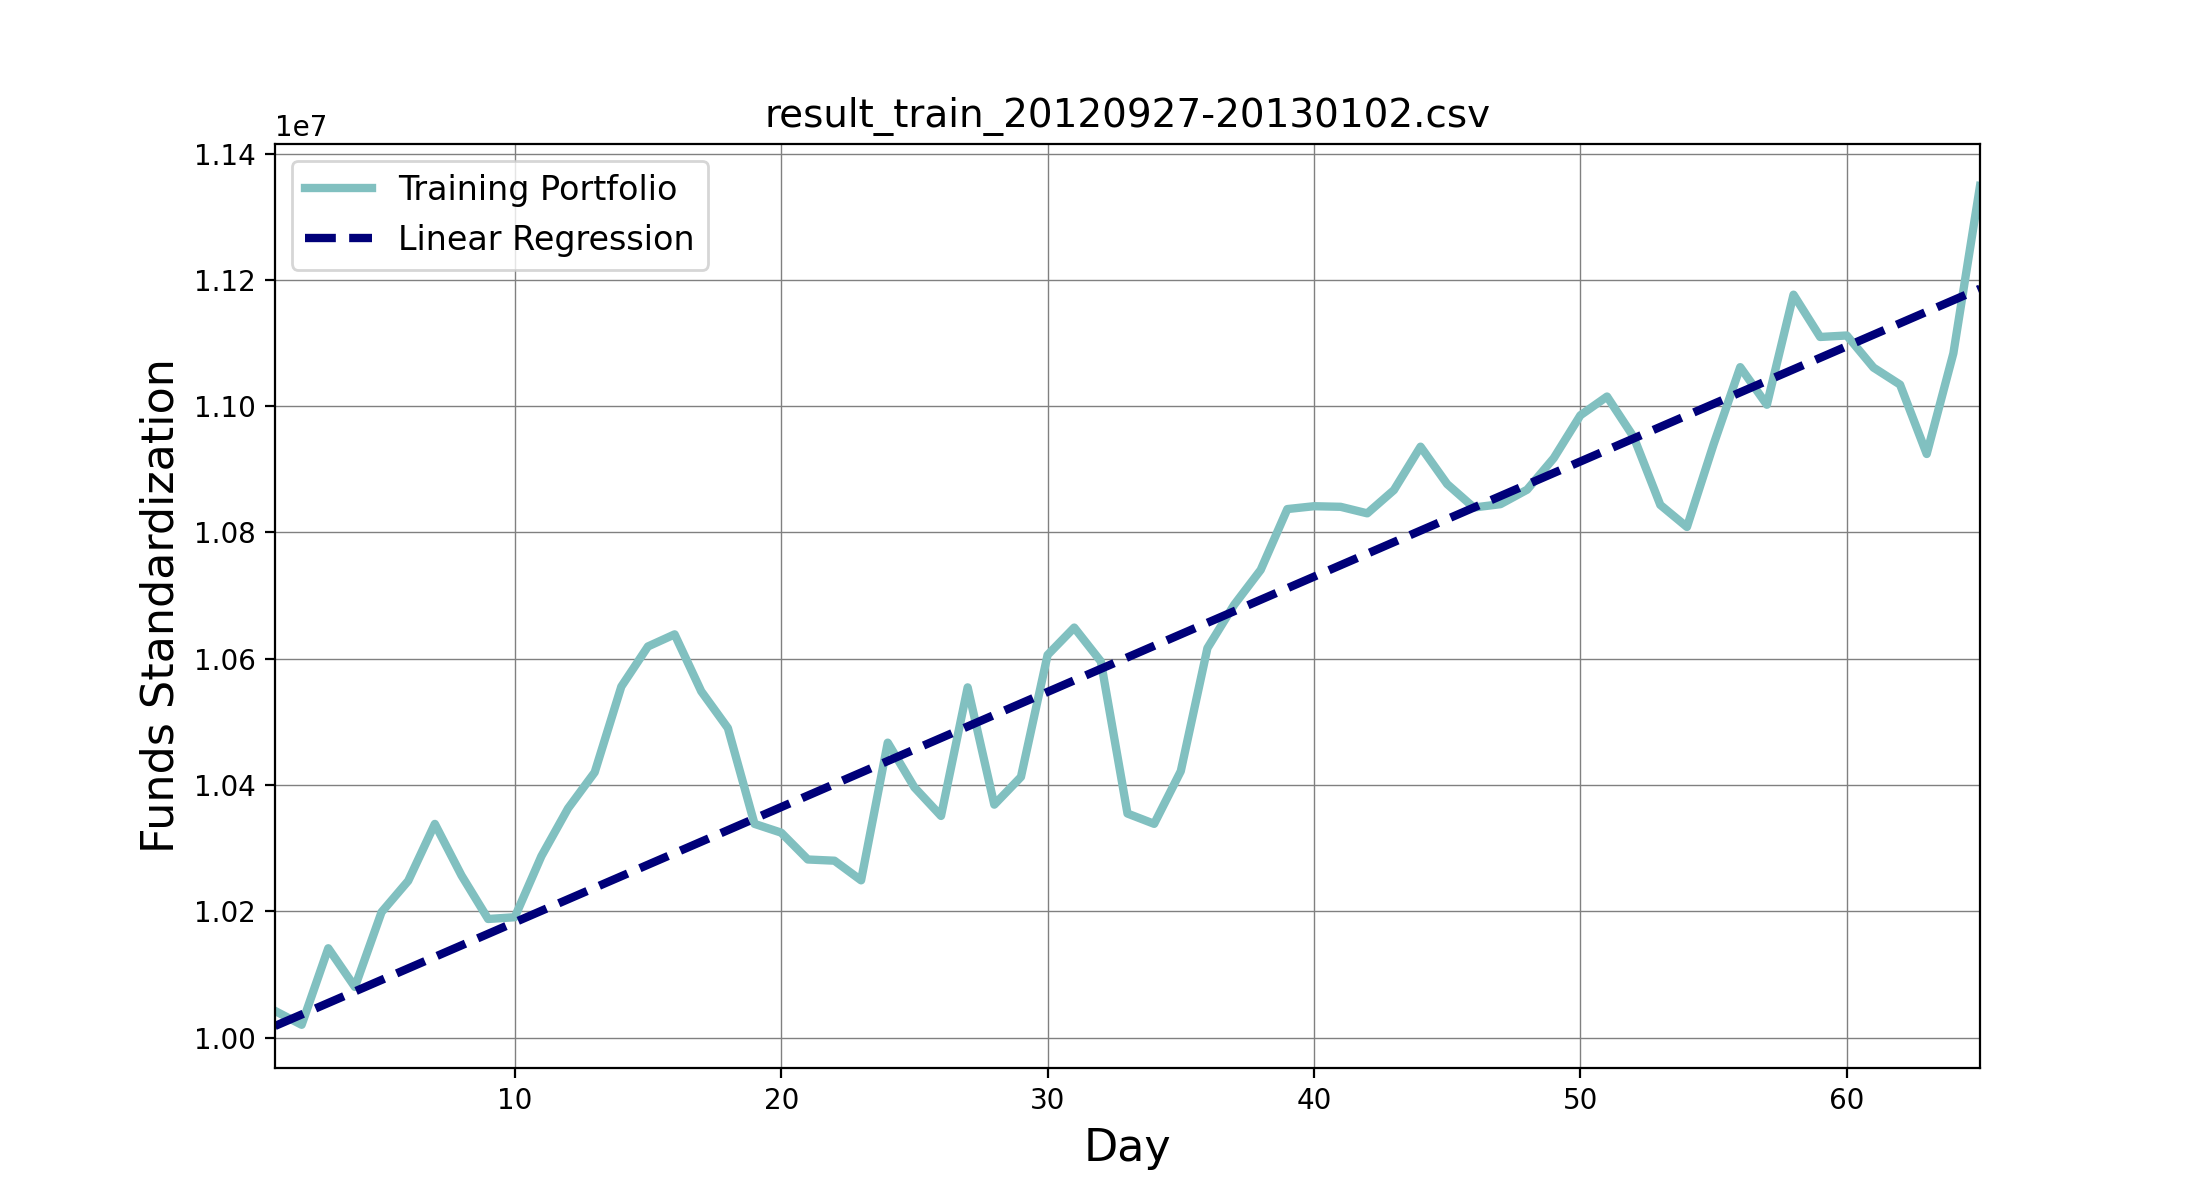 result_train_20120927-20130102.csv
1e7
1.14
1.12
1.10
1.08
1.06
1.04
1.02
1.00
Funds Standardization
Training Portfolio
Linear Regression
10 20 30 40 50 60
Day